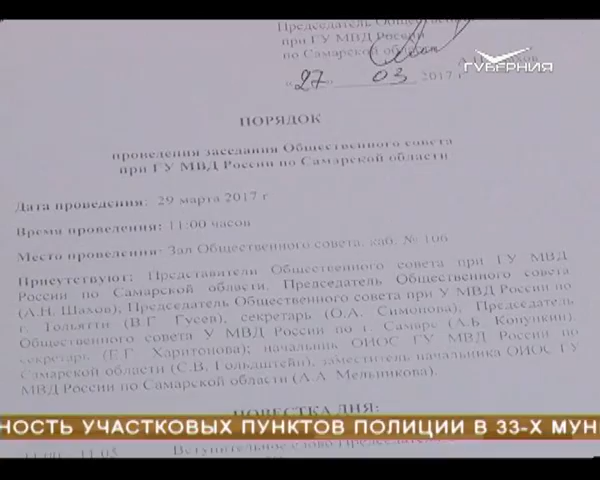 Председатель Общественного
при ГУ МВД России
по Самарской области
ГУБЕРНИЯ
«27» 03 2017 г.
ПОРЯДОК
проведения заседания Общественного совета
при ГУ МВД России по Самарской области
Дата проведения: 29 марта 2017 г
Время проведения: 11:00 часов
Место проведения: Зал Общественного совета, каб. № 106
Присутствуют: Представители Общественного совета при ГУ МВД
России по Самарской области, Председатель Общественного совета
(А.Н. Шахов), Председатель Общественного совета при У МВД России по
г. Тольятти (В.Г. Гусев), секретарь (О.А. Симонова), Председатель
Общественного совета У МВД России по г. Самаре (А.Б. Конункин),
секретарь (Е.Г. Харитонова); начальник ОИОС ГУ МВД России по
Самарской области (С.В. Гольдштейн), заместитель начальника ОИОС ГУ
МВД России по Самарской области (А.А. Мельникова).
ПОВЕСТКА ДНЯ:
НОСТЬ УЧАСТКОВЫХ ПУНКТОВ ПОЛИЦИИ В 33-Х МУН
Вступительное слово